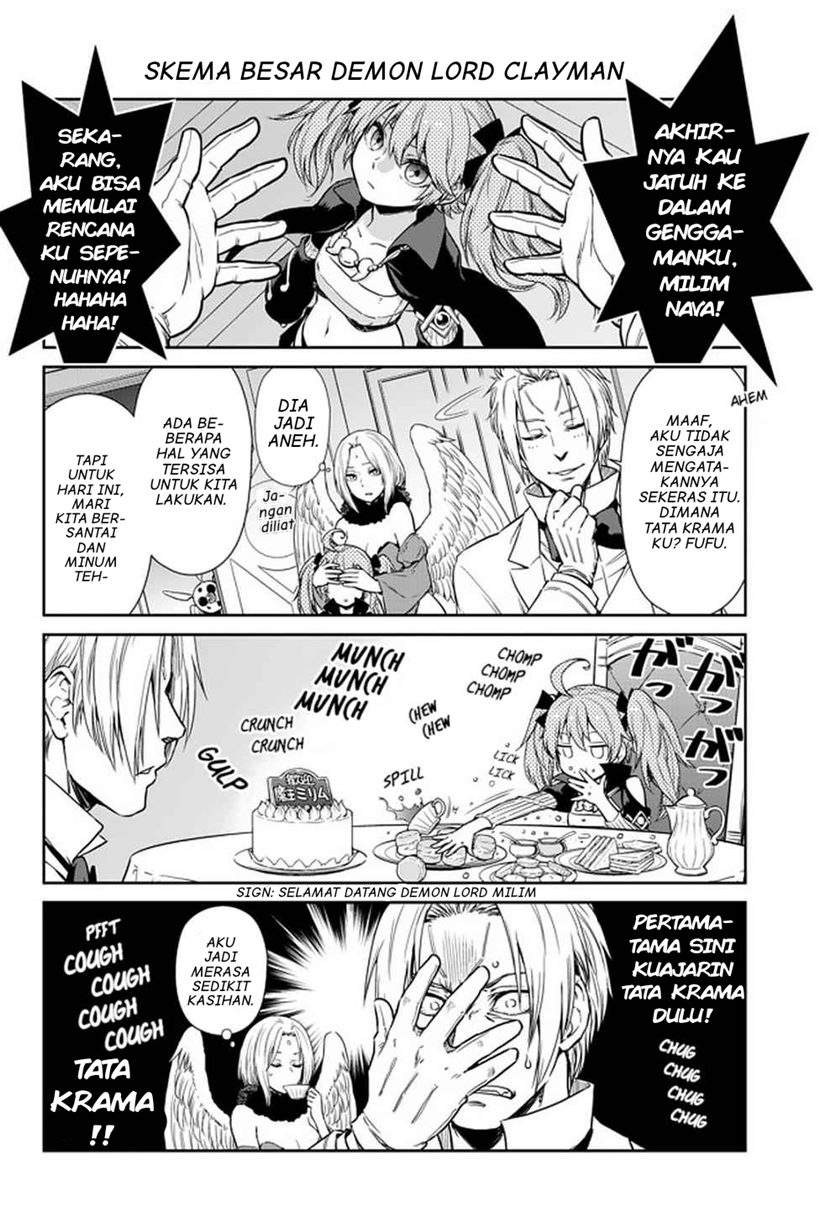 SKEMA BESAR DEMON LORD CLAYMAN
AKHIR-
NYA KAU
JATUH KE
DALAM
GENGGA-
MANKU,
MILIM
NAVA!
SEKA-
RANG,
AKU BISA
MEMULAI
RENCANA
KU SEPE-
NUHNYA!
HAHAHA
HAHA!
AHEM
MAAF,
AKU TIDAK
SENGAJA
MENGATA-
KANNYA
SEKERAS ITU.
DIMANA
TATA KRAMA
KU? FUFU.
DIA
JADI
ANEH.
Ja-
ngan
diliat
ADA BE-
BERAPA
HAL YANG
TERSISA
UNTUK KITA
LAKUKAN.
TAPI
UNTUK
HARI INI,
MARI
KITA BER-
SANTAI
DAN
MINUM
TEH-
がっ
がっ
CHOMP
CHOMP
CHOMP
MUNCH
MUNCH
MUNCH
CHEW
CHEW
CRUNCH
CRUNCH
LICK
LICK
SPILL
GULP
魔王ミリム
SIGN: SELAMAT DATANG DEMON LORD MILIM
PERTAMA-
TAMA SINI
KUAJARIN
TATA KRAMA
DULU!
CHUG
CHUG
CHUG
CHUG
AKU
JADI
MERASA
SEDIKIT
KASIHAN.
PFFT
COUGH
COUGH
COUGH
COUGH
TATA
KRAMA
!!